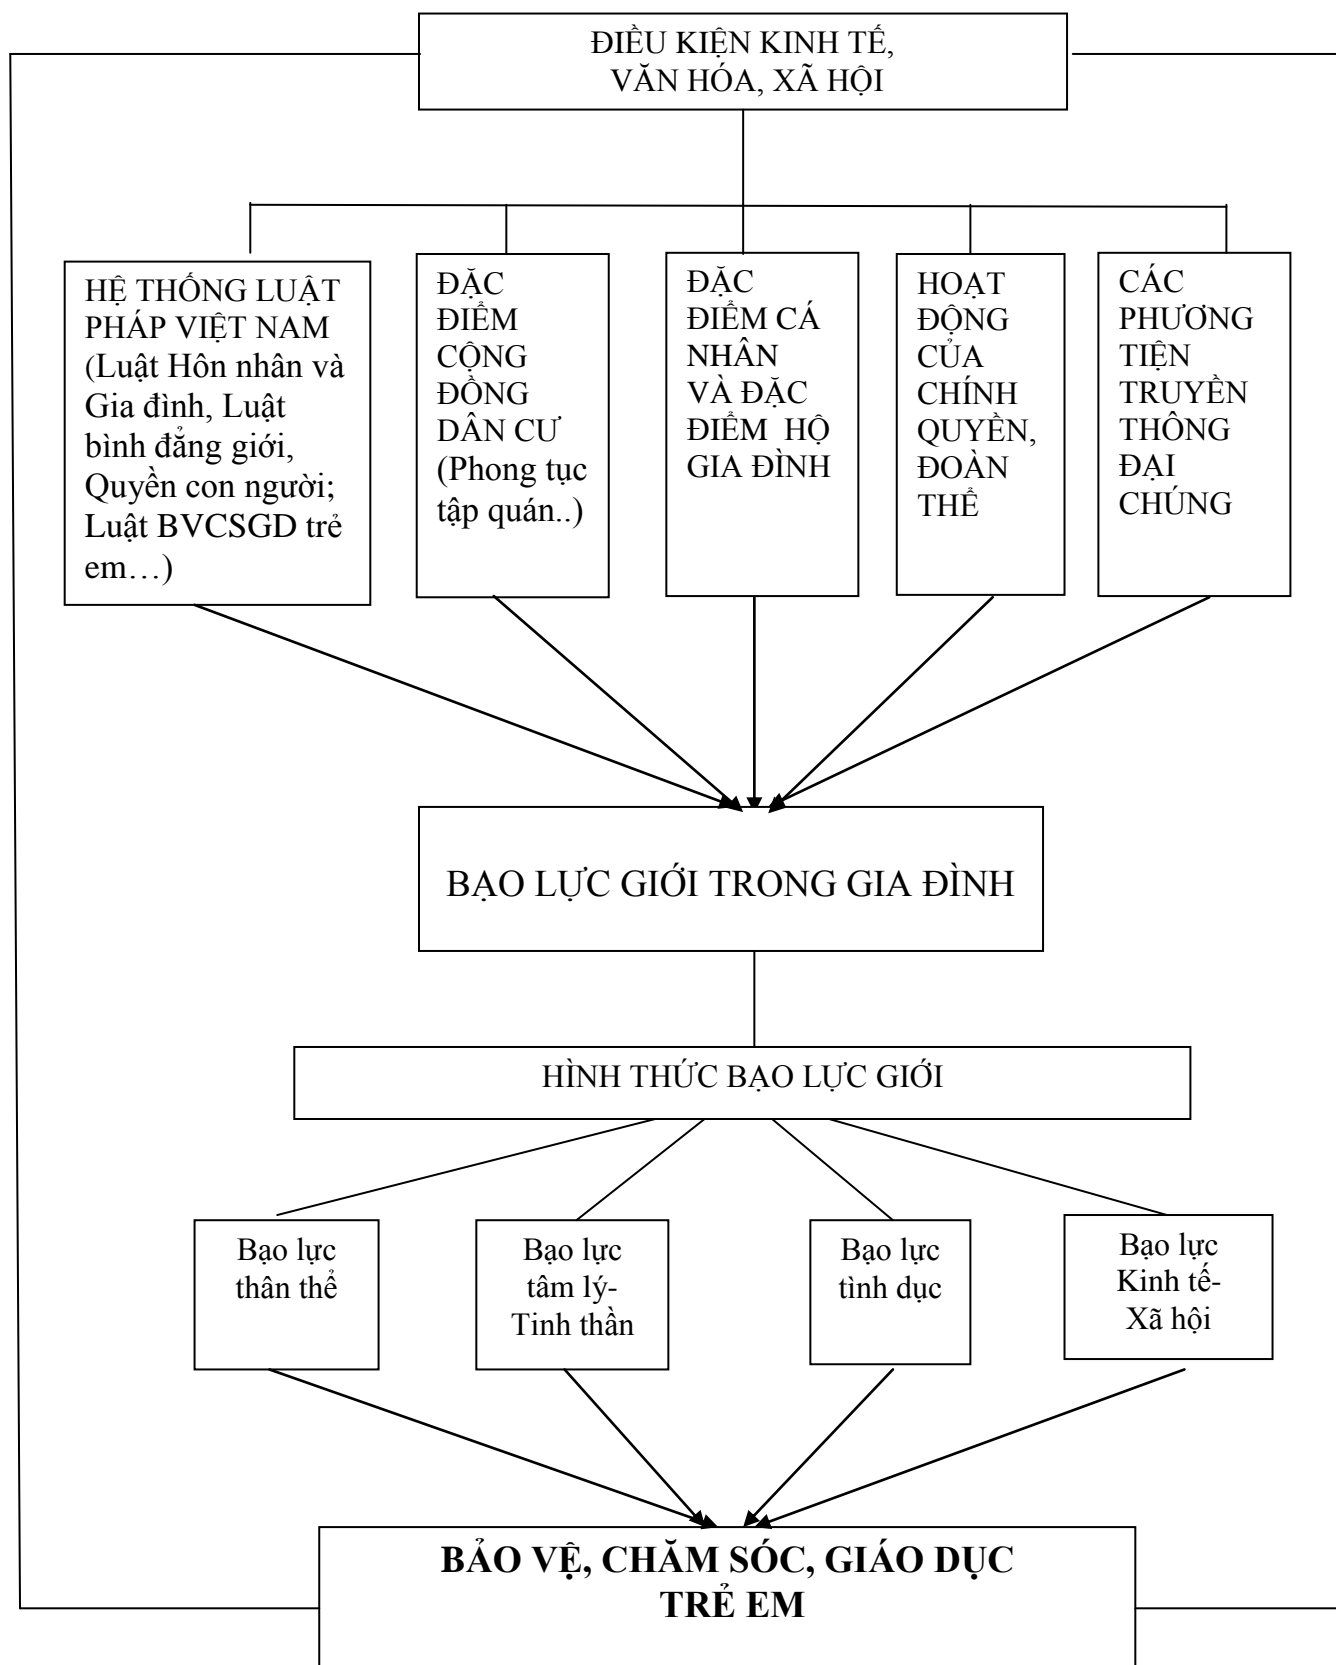 ĐIỀU KIỆN KINH TẾ,
VĂN HÓA, XÃ HỘI
HỆ THỐNG LUẬT
PHÁP VIỆT NAM
(Luật Hôn nhân và
Gia đình, Luật
bình đẳng giới,
Quyền con người;
Luật BVCSGD trẻ
em…)
ĐẶC
ĐIỂM
CỘNG
ĐỒNG
DÂN CƯ
(Phong tục
tập quán..)
ĐẶC
ĐIỂM CÁ
NHÂN
VÀ ĐẶC
ĐIỂM HỘ
GIA ĐÌNH
HOẠT
ĐỘNG
CỦA
CHÍNH
QUYỀN,
ĐOÀN
THỂ
CÁC
PHƯƠNG
TIỆN
TRUYỀN
THÔNG
ĐẠI
CHÚNG
BẠO LỰC GIỚI TRONG GIA ĐÌNH
HÌNH THỨC BẠO LỰC GIỚI
Bạo lực
thân thể
Bạo lực
tâm lý-
Tinh thần
Bạo lực
tình dục
Bạo lực
Kinh tế-
Xã hội
BẢO VỆ, CHĂM SÓC, GIÁO DỤC
TRẺ EM